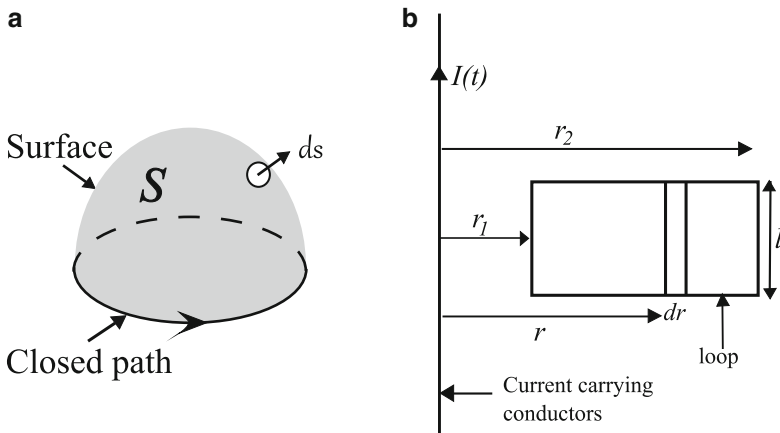 a
Surface
S
ds
Closed path
b
I(t)
r2
r1
l
dr
r
loop
Current carrying
conductors